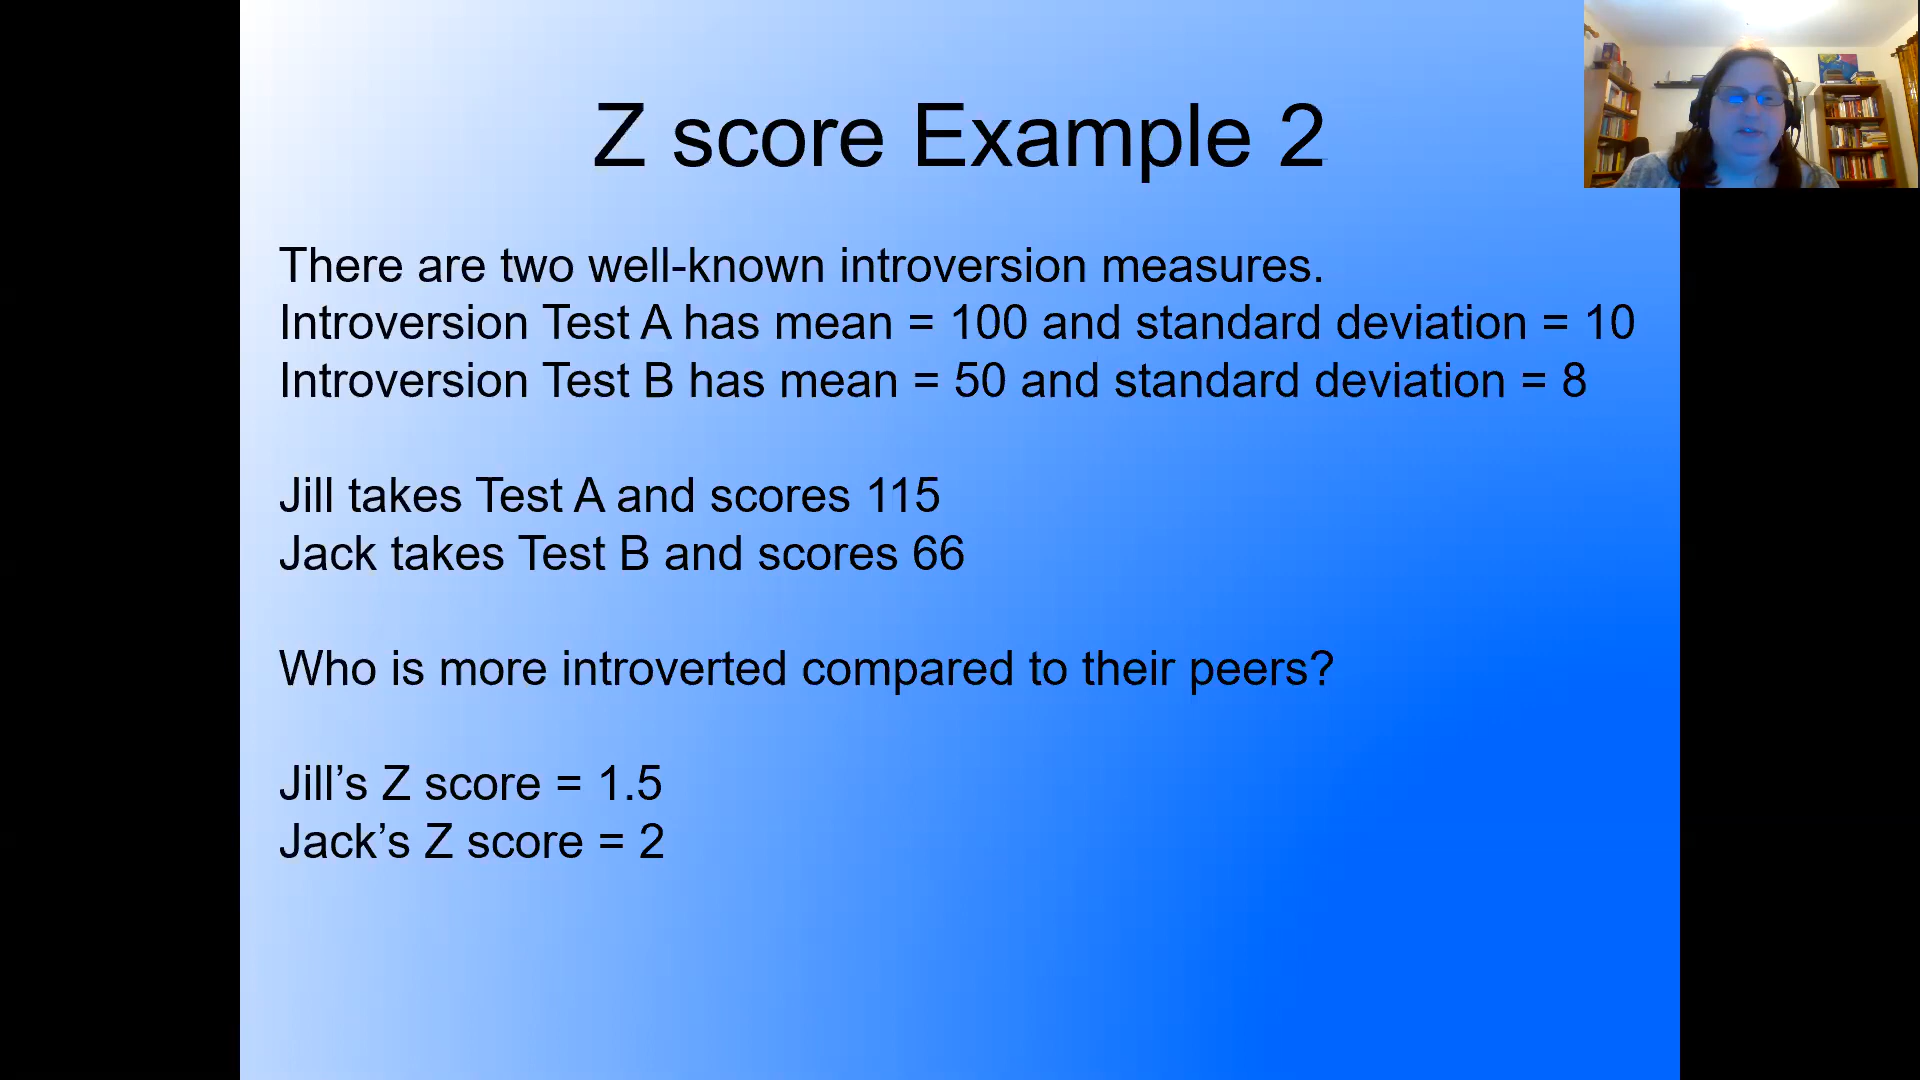 Z score Example 2
There are two well-known introversion measures.
Introversion Test A has mean = 100 and standard deviation = 10
Introversion Test B has mean = 50 and standard deviation = 8
Jill takes Test A and scores 115
Jack takes Test B and scores 66
Who is more introverted compared to their peers?
Jill’s Z score = 1.5
Jack’s Z score = 2